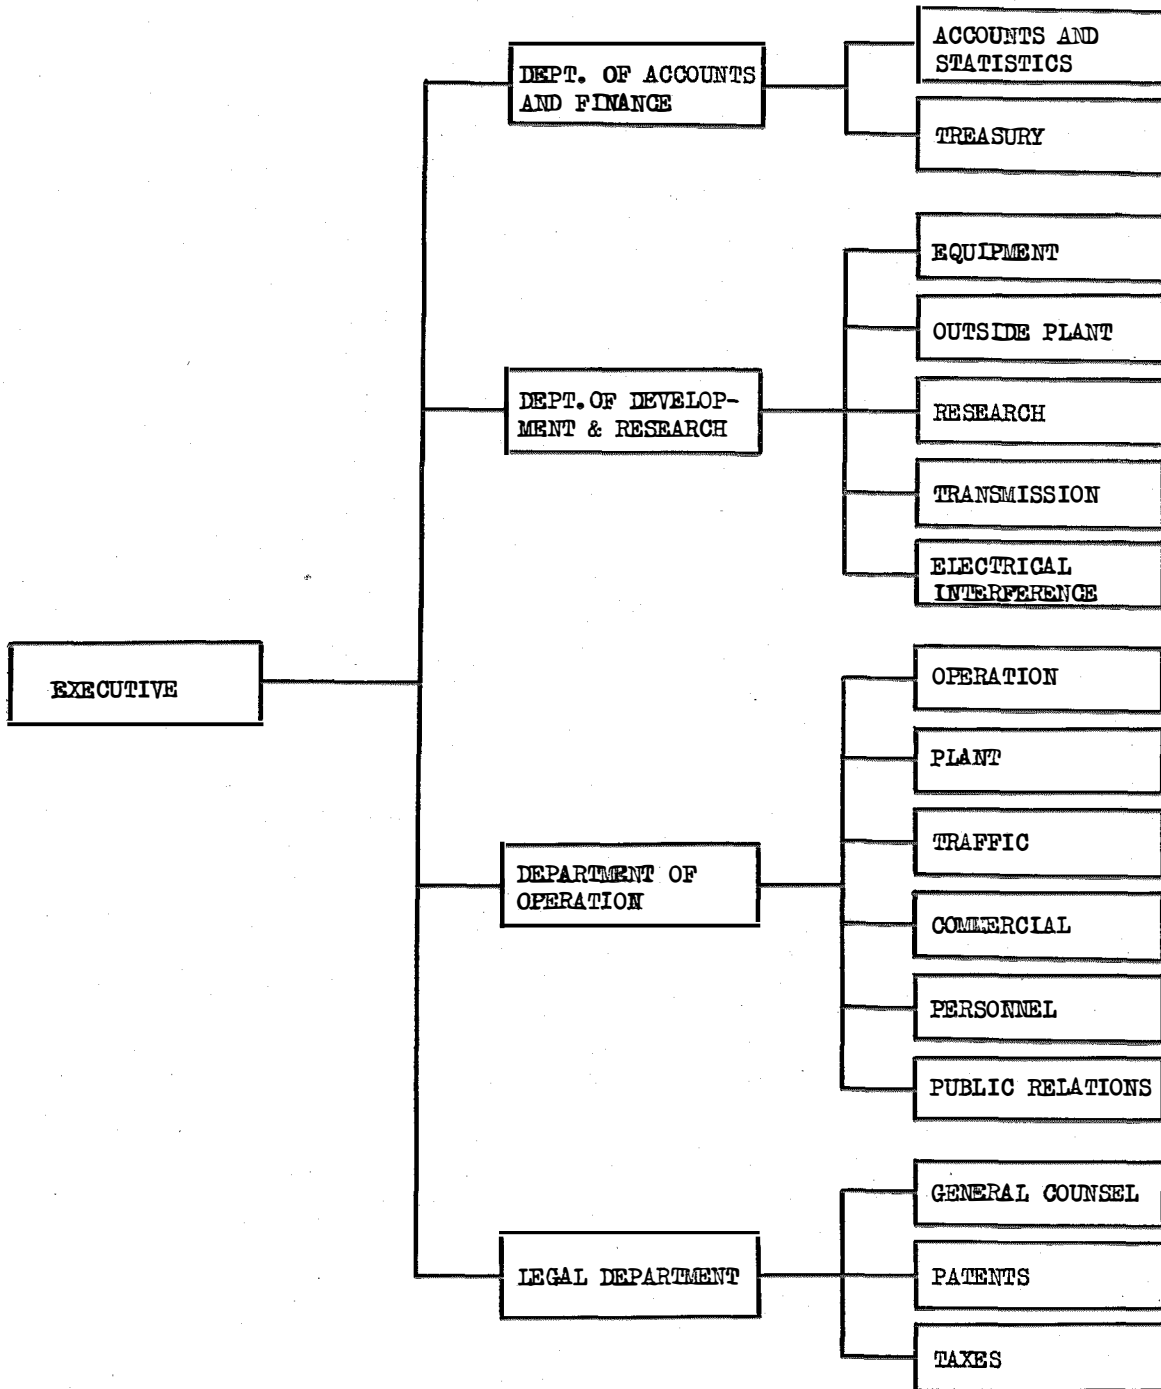 ACCOUNTS AND
STATISTICS
DEPT. OF ACCOUNTS
AND FINANCE
TREASURY
EQUIPMENT
OUTSIDE PLANT
DEPT. OF DEVELOP-
MENT & RESEARCH
RESEARCH
TRANSMISSION
ELECTRICAL
INTERFERENCE
EXECUTIVE
OPERATION
PLANT
TRAFFIC
DEPARTMENT OF
OPERATION
COMMERCIAL
PERSONNEL
PUBLIC RELATIONS
GENERAL COUNSEL
LEGAL DEPARTMENT
PATENTS
TAXES